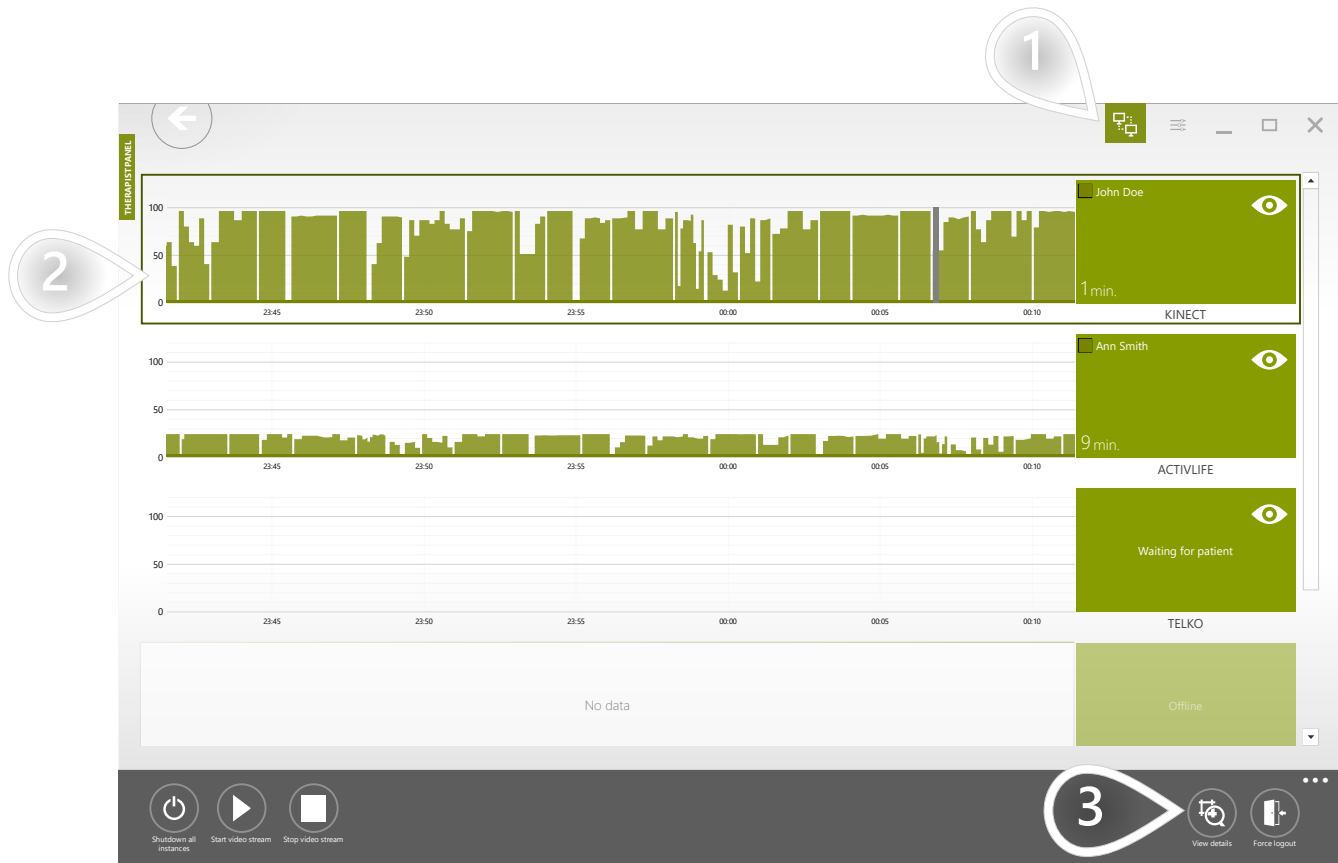 1
THERAPIST PANEL
2
100
50
0
23:45
23:50
23:55
00:00
00:05
00:10
John Doe
1 min.
KINECT
100
50
0
23:45
23:50
23:55
00:00
00:05
00:10
Ann Smith
9 min.
ACTIVLIFE
100
50
0
23:45
23:50
23:55
00:00
00:05
00:10
Waiting for patient
TELKO
No data
Offline
Shutdown all
instances
Start video stream
Stop video stream
3
View details
Force logout